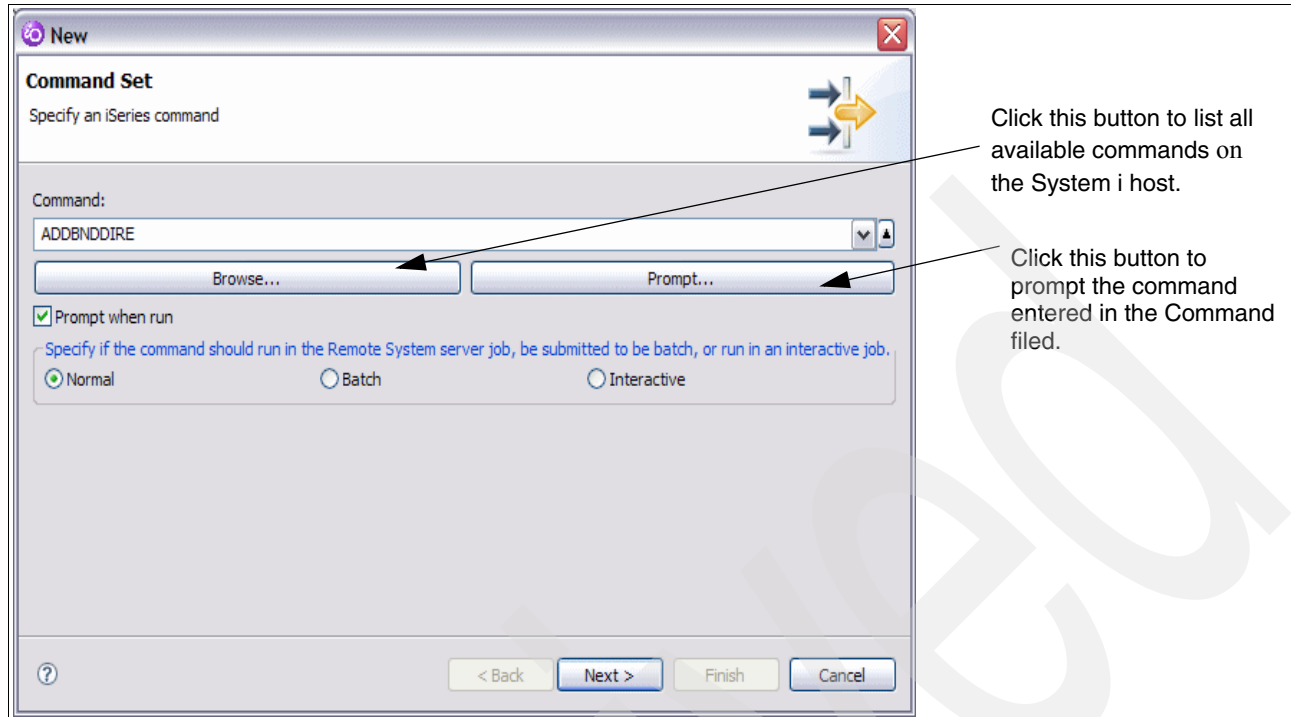 New
Command Set
Specify an iSeries command
Command:
ADDBNDDIRE
Browse...
Prompt...
Prompt when run
Specify if the command should run in the Remote System server job, be submitted to be batch, or run in an interactive job.
Normal
Batch
Interactive
< Back
Next >
Finish
Cancel
Click this button to list all
available commands on
the System i host.
Click this button to
prompt the command
entered in the Command
filed.